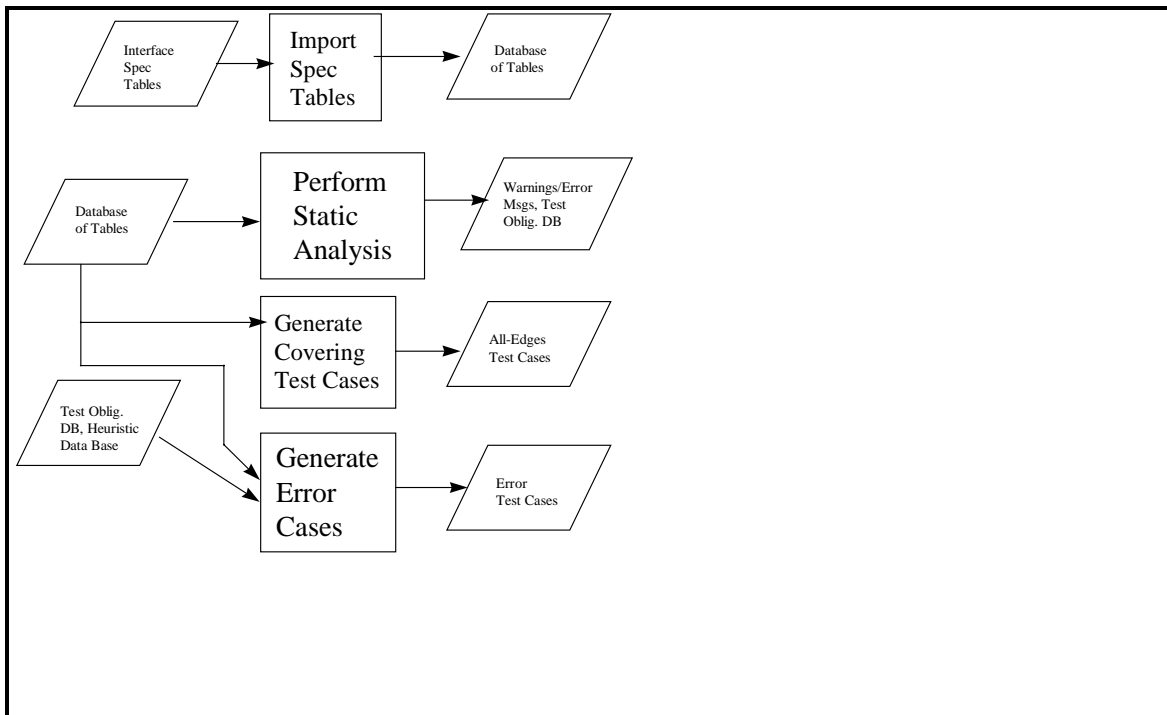 Interface
Spec
Tables
Import
Spec
Tables
Database
of Tables
Database
of Tables
Perform
Static
Analysis
Warnings/Error
Msgs, Test
Oblig. DB
Generate
Covering
Test Cases
All-Edges
Test Cases
Test Oblig.
DB, Heuristic
Data Base
Generate
Error
Cases
Error
Test Cases